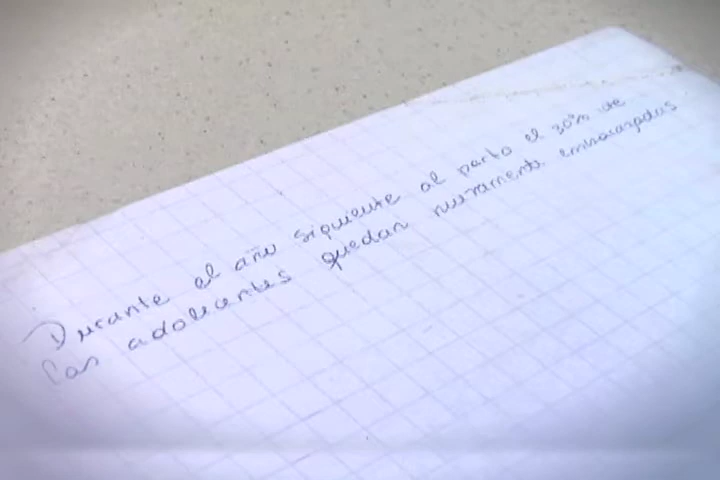 Durante el año siguiente al parto el 30% de
las adolecentes quedan nuevamente embarazadas